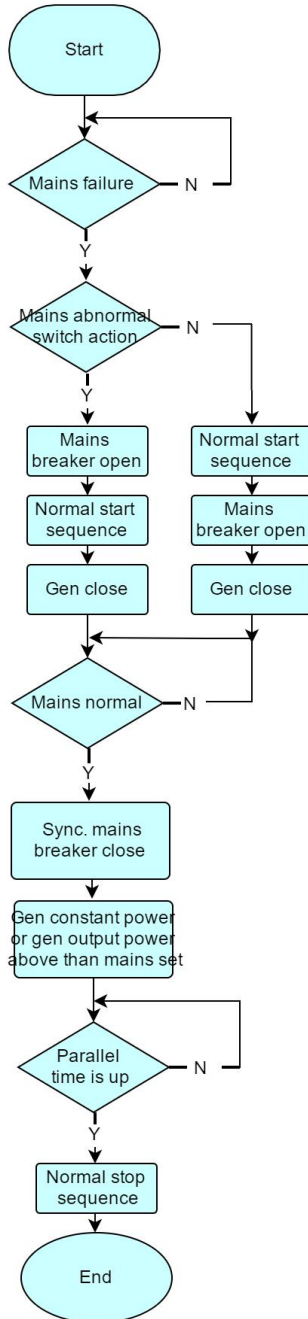 Start
Mains failure
N
Y
Mains abnormal
switch action
N
Y
Mains
breaker open
Normal start
sequence
Normal start
sequence
Mains
breaker open
Gen close
Gen close
Mains normal
N
Y
Sync. mains
breaker close
Gen constant power
or gen output power
above than mains set
Parallel
time is up
N
Y
Normal stop
sequence
End